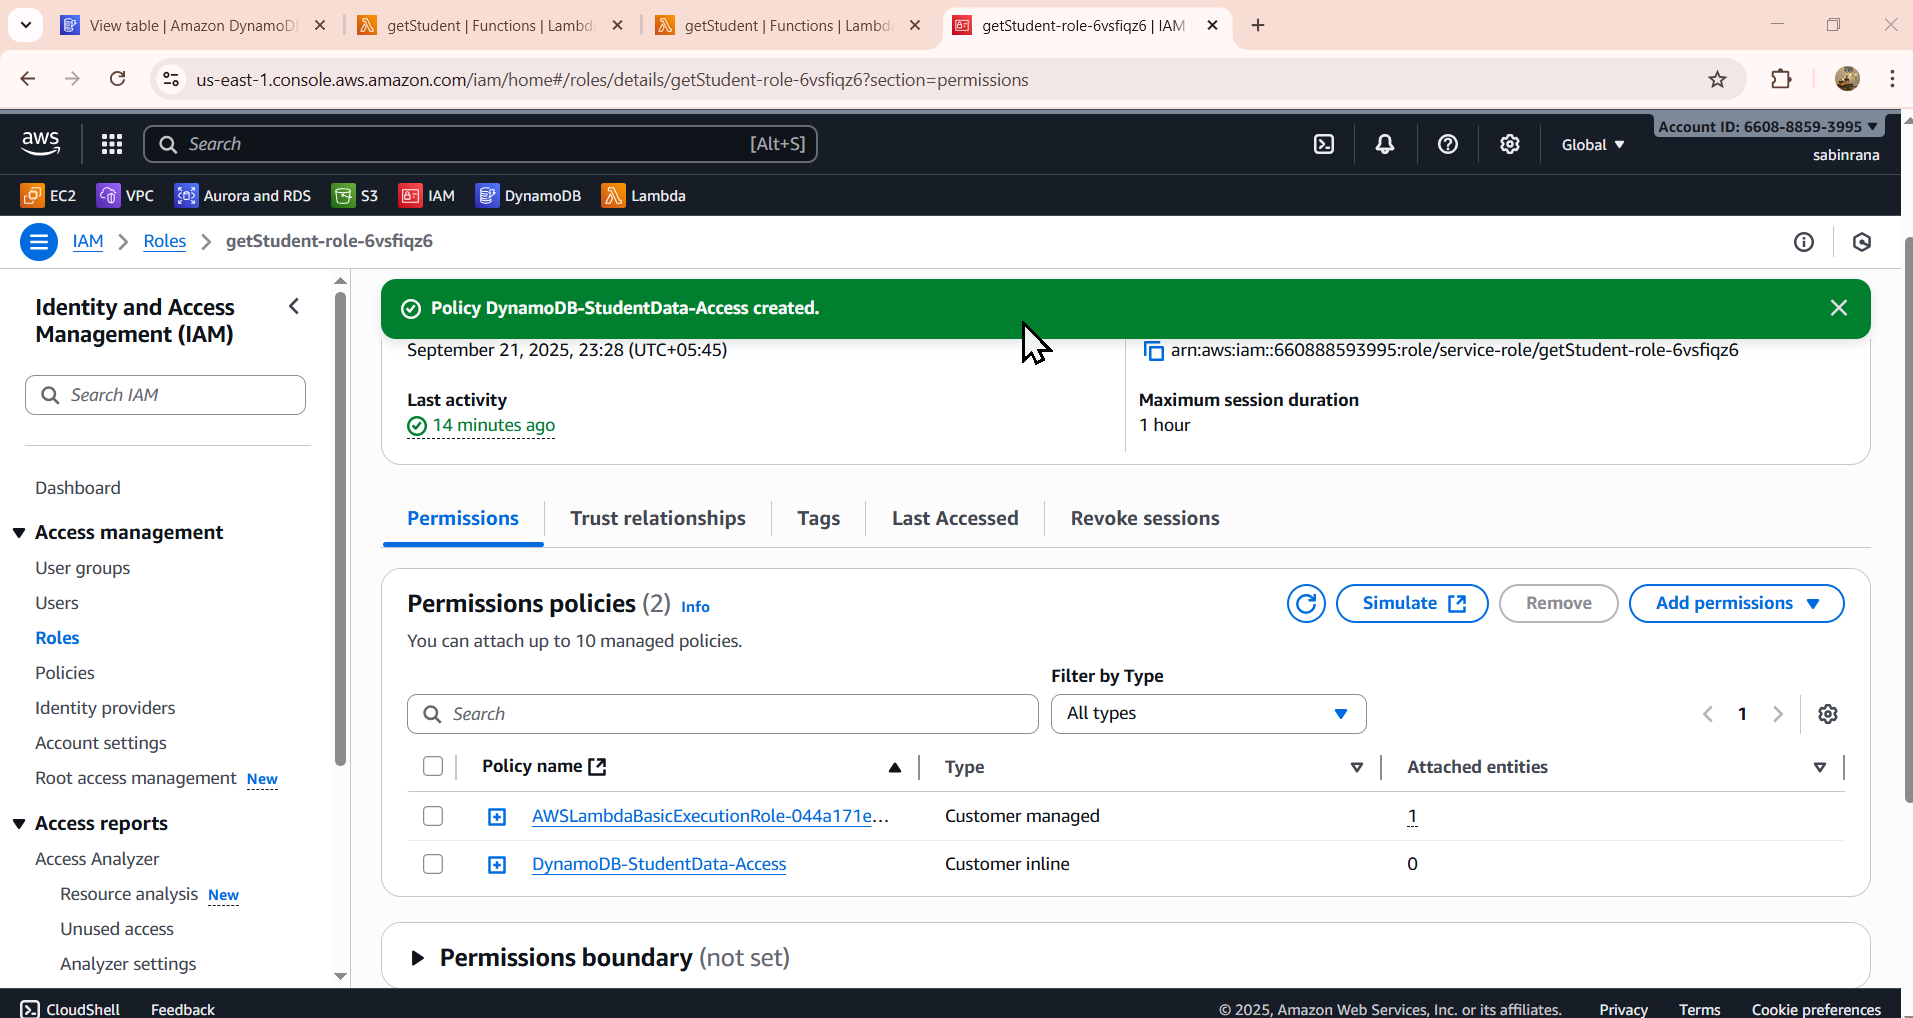 View table | Amazon DynamoDB
getStudent | Functions | Lambda
getStudent | Functions | Lambda
getStudent-role-6vsfiqz6 | IAM
us-east-1.console.aws.amazon.com/iam/home#/roles/details/getStudent-role-6vsfiqz6?section=permissions
aws
Search
[Alt+S]
Global
Account ID: 6608-8859-3995
sabinrana
EC2
VPC
Aurora and RDS
S3
IAM
DynamoDB
Lambda
IAM
Roles
getStudent-role-6vsfiqz6
Identity and Access
Management (IAM)
Search IAM
Dashboard
Access management
User groups
Users
Roles
Policies
Identity providers
Account settings
Root access management New
Access reports
Access Analyzer
Resource analysis New
Unused access
Analyzer settings
Policy DynamoDB-StudentData-Access created.
September 21, 2025, 23:28 (UTC+05:45)
arn:aws:iam::660888593995:role/service-role/getStudent-role-6vsfiqz6
Last activity
14 minutes ago
Maximum session duration
1 hour
Permissions
Trust relationships
Tags
Last Accessed
Revoke sessions
Permissions policies (2) Info
Simulate
Remove
Add permissions
You can attach up to 10 managed policies.
Filter by Type
Search
All types
1
Policy name
Type
Attached entities
AWSLambdaBasicExecutionRole-044a171e...
Customer managed
1
DynamoDB-StudentData-Access
Customer inline
0
Permissions boundary (not set)
CloudShell
Feedback
© 2025, Amazon Web Services, Inc. or its affiliates.
Privacy
Terms
Cookie preferences